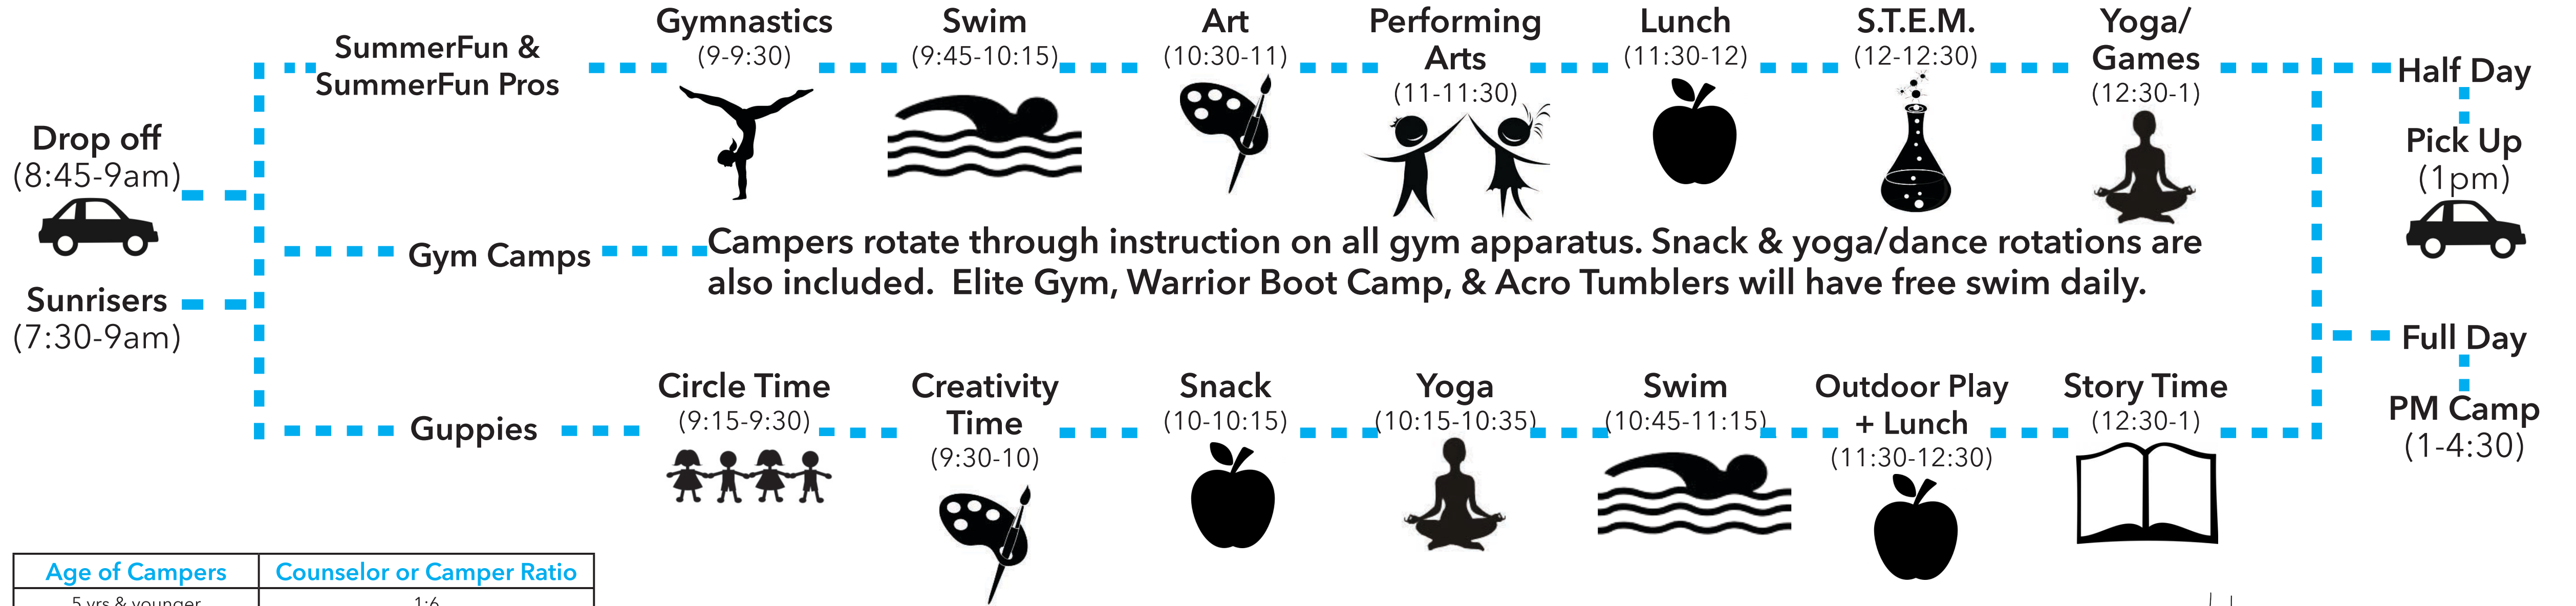 Drop off
(8:45-9am)
Sunrisers
(7:30-9am)
SummerFun &
SummerFun Pros
Gymnastics
(9-9:30)
Swim
(9:45-10:15)
Art
(10:30-11)
Performing
Arts
(11-11:30)
Lunch
(11:30-12)
S.T.E.M.
(12-12:30)
Yoga/
Games
(12:30-1)
Gym Camps
Campers rotate through instruction on all gym apparatus. Snack & yoga/dance rotations are
also included.  Elite Gym, Warrior Boot Camp, & Acro Tumblers will have free swim daily.
Guppies
Circle Time
(9:15-9:30)
Creativity
Time
(9:30-10)
Snack
(10-10:15)
Yoga
(10:15-10:35)
Swim
(10:45-11:15)
Outdoor Play
+ Lunch
(11:30-12:30)
Story Time
(12:30-1)
Half Day
Pick Up
(1pm)
Full Day
PM Camp
(1-4:30)
Age of Campers
Counselor or Camper Ratio
5 yrs & younger
1:6